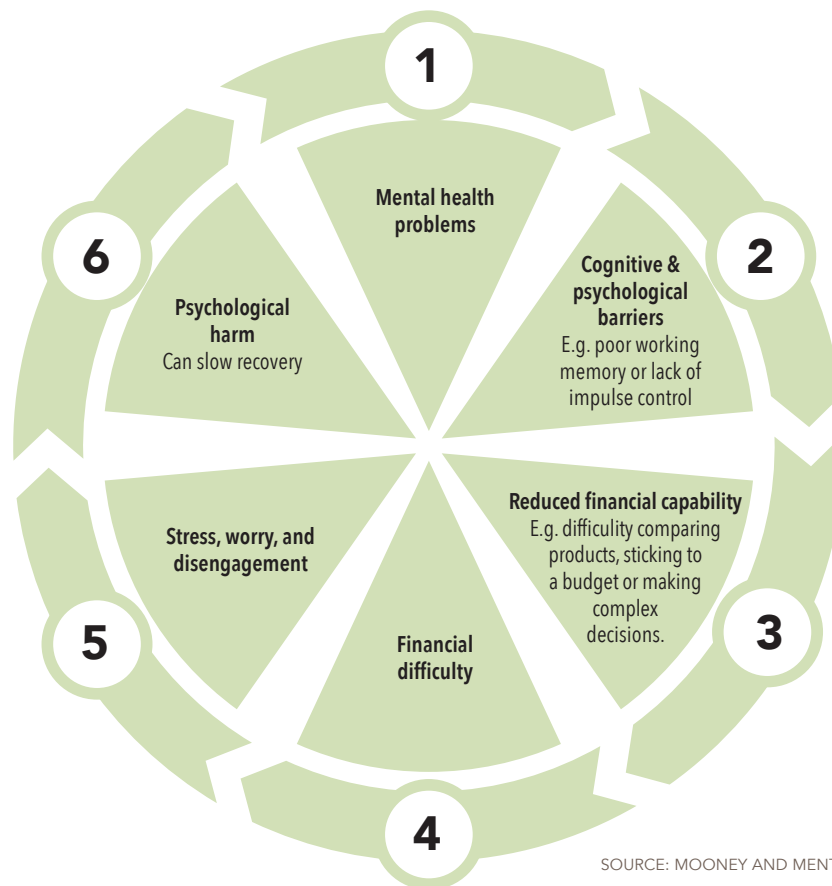 1
Mental health
problems
2
Cognitive &
psychological
barriers
E.g. poor working
memory or lack of
impulse control
3
Reduced financial capability
E.g. difficulity comparing
products, sticking to
a budget or making
complex
decisions.
4
Financial
difficulty
5
Stress, worry, and
disengagement
6
Psychological
harm
Can slow recovery
SOURCE: MOONEY AND MENT